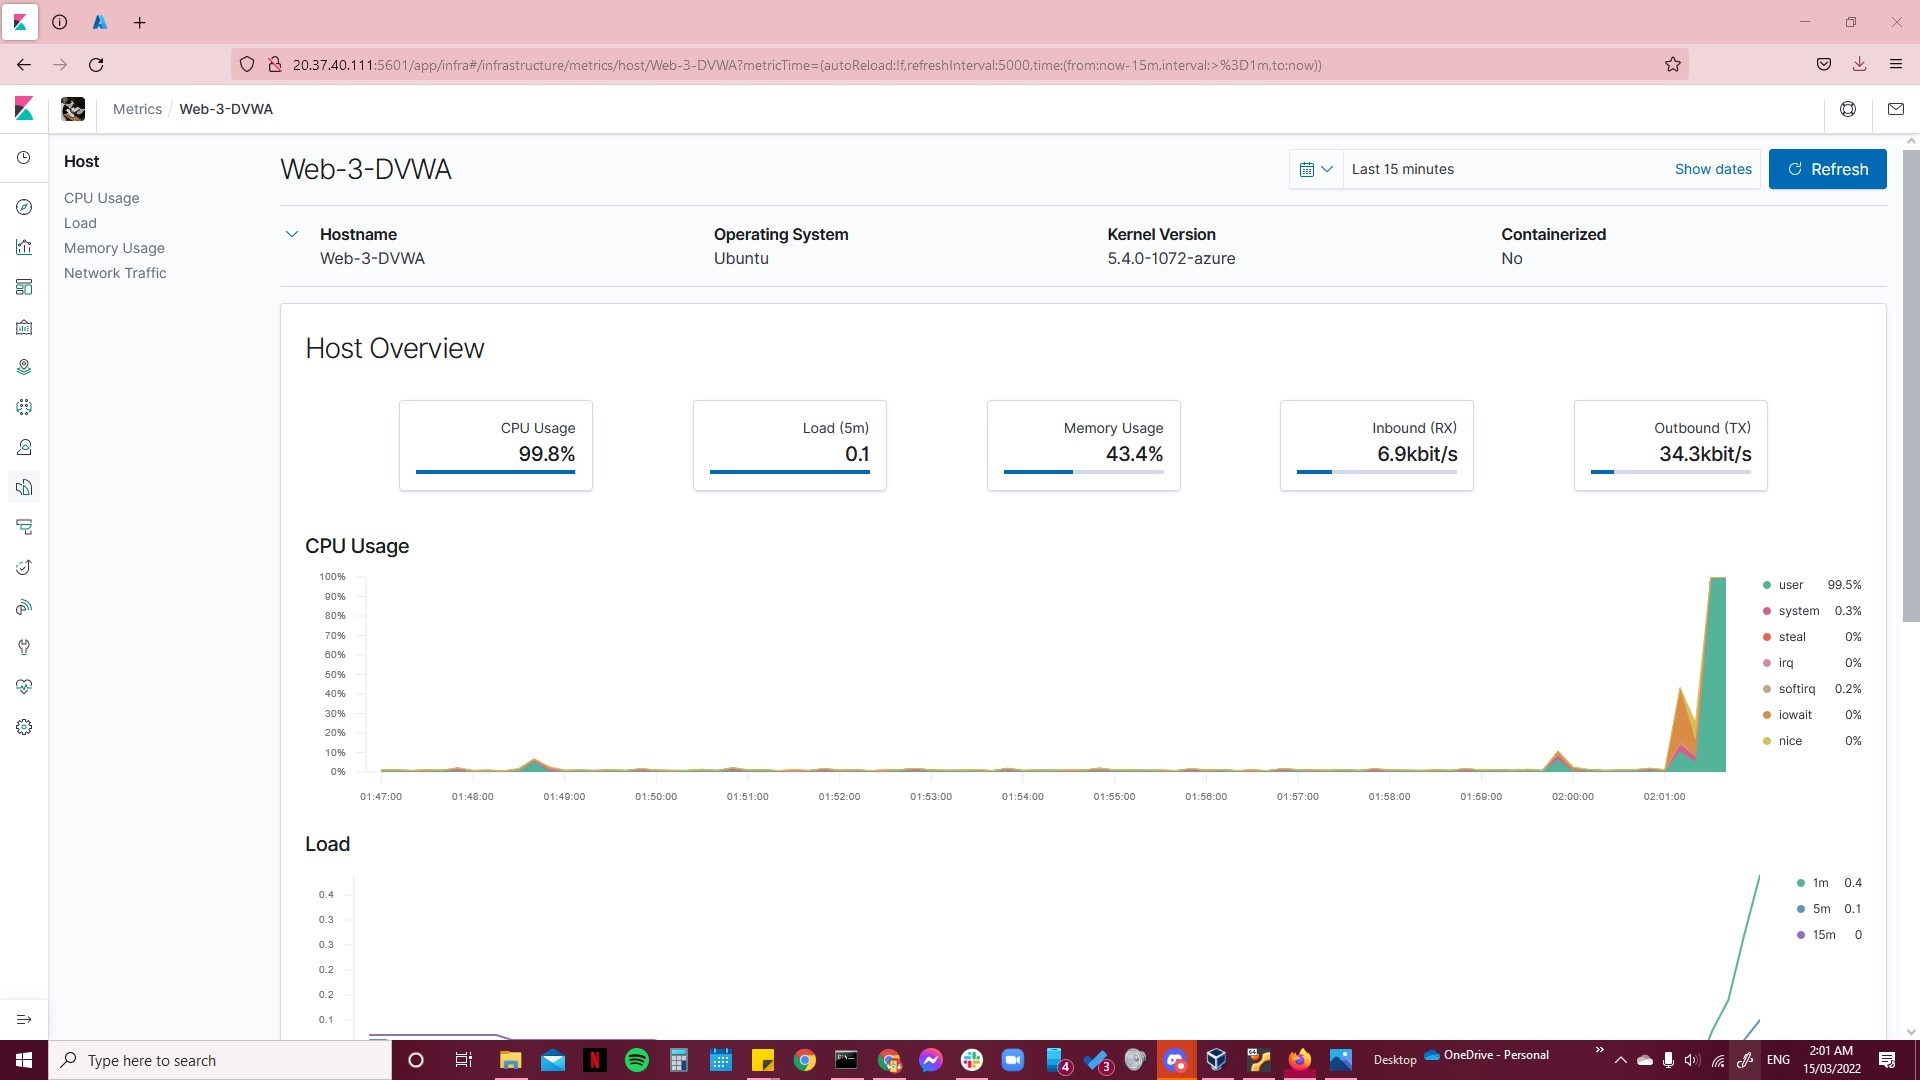 20.37.40.111:5601/app/infra#/infrastructure/metrics/host/Web-3-DVWA?metricTime=(autoReload:!f,refreshInterval:5000,time:(from:now-15m,interval:>%3D1m,to:now))
Metrics / Web-3-DVWA
Host
CPU Usage
Load
Memory Usage
Network Traffic
Web-3-DVWA
Last 15 minutes
Show dates
Refresh
Hostname
Web-3-DVWA
Operating System
Ubuntu
Kernel Version
5.4.0-1072-azure
Containerized
No
Host Overview
CPU Usage
99.8%
Load (5m)
0.1
Memory Usage
43.4%
Inbound (RX)
6.9kbit/s
Outbound (TX)
34.3kbit/s
CPU Usage
100%
90%
80%
70%
60%
50%
40%
30%
20%
10%
0%
01:47:00 01:48:00 01:49:00 01:50:00 01:51:00 01:52:00 01:53:00 01:54:00 01:55:00 01:56:00 01:57:00 01:58:00 01:59:00 02:00:00 02:01:00
user 99.5%
system 0.3%
steal 0%
irq 0%
softirq 0.2%
iowait 0%
nice 0%
Load
0.4
0.3
0.3
0.2
0.2
0.1
1m 0.4
5m 0.1
15m 0
Type here to search
4
3
Desktop
OneDrive - Personal
ENG
2:01 AM
15/03/2022